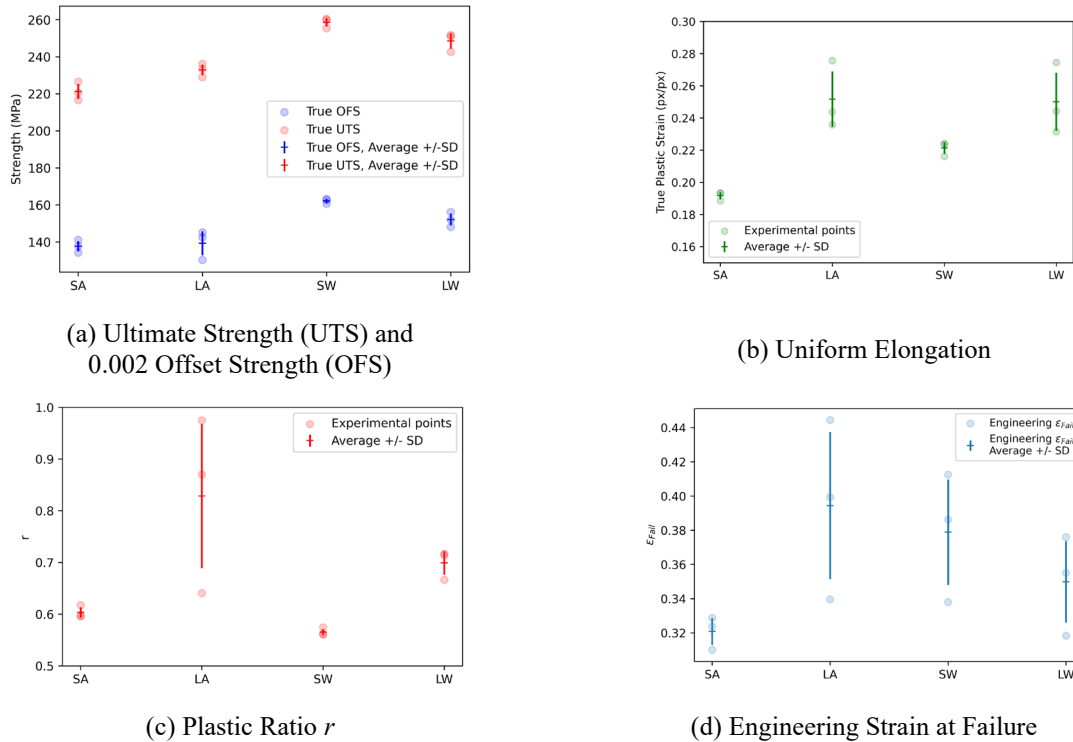 260
240
220
200
180
160
140
Strength (MPa)
True OFS
True UTS
True OFS, Average +/-SD
True UTS, Average +/-SD
SA LA SW LW
(a) Ultimate Strength (UTS) and
0.002 Offset Strength (OFS)
0.30
0.28
0.26
0.24
0.22
0.20
0.18
0.16
True Plastic Strain (px/px)
Experimental points
Average +/- SD
SA LA SW LW
(b) Uniform Elongation
1.0
0.9
0.8
0.7
0.6
0.5
r
Experimental points
Average +/- SD
SA LA SW LW
(c) Plastic Ratio r
0.44
0.42
0.40
0.38
0.36
0.34
0.32
εFail
Engineering εFail
Engineering εFail
Average +/- SD
SA LA SW LW
(d) Engineering Strain at Failure